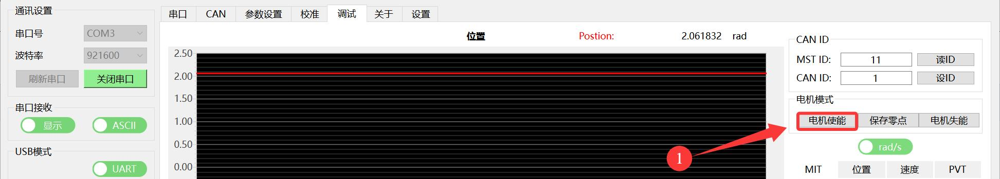 通讯设置
串口号 COM3
波特率 921600
刷新串口 关闭串口
串口接收
显示 ASCII
USB模式
UART
串口 CAN 参数设置 校准 调试 关于 设置
位置 Postion: 2.061832 rad
2.50
2.00
1.50
1.00
0.50
0.00
1
CAN ID
MST ID: 11 读ID
CAN ID: 1 设ID
电机模式
电机使能 保存零点 电机失能
rad/s
MIT 位置 速度 PVT